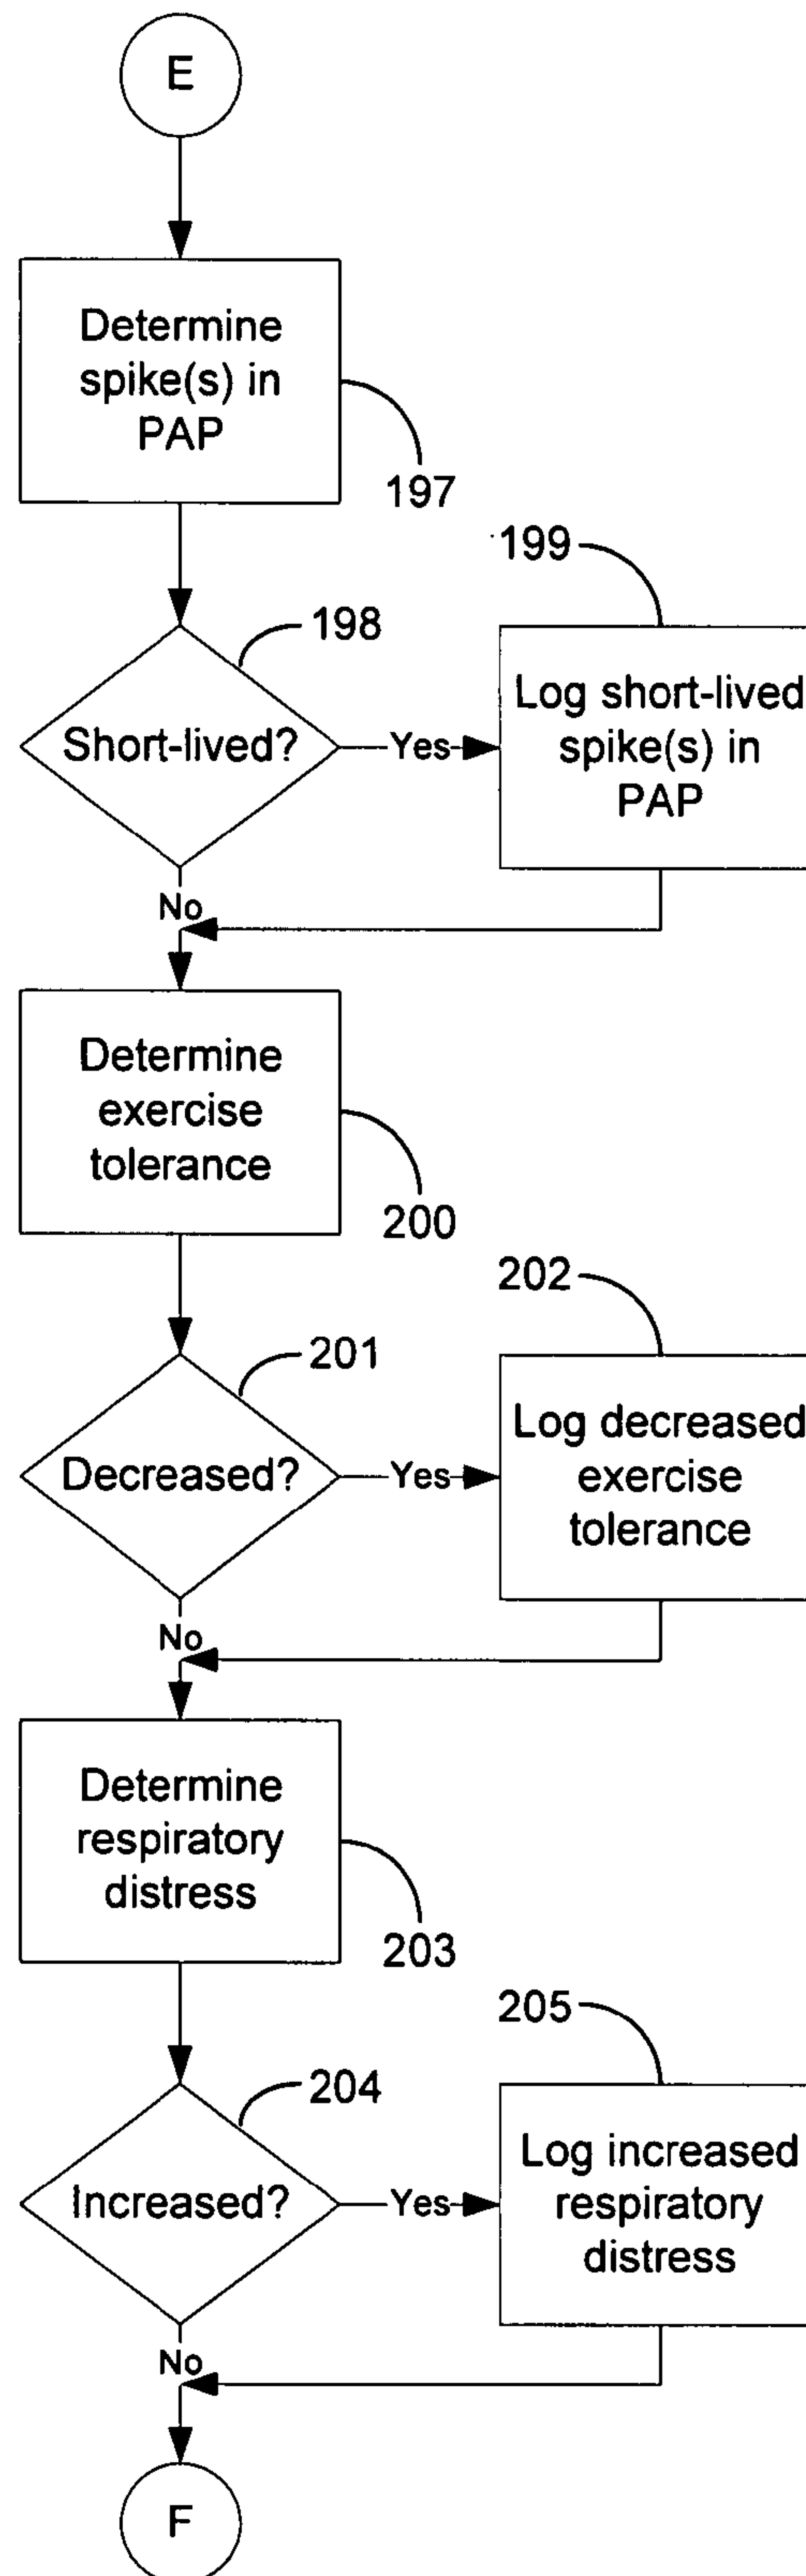 E
Determine
spike(s) in
PAP
197
198
Short-lived?
Yes
199
Log short-lived
spike(s) in
PAP
No
Determine
exercise
tolerance
200
201
Decreased?
Yes
202
Log decreased
exercise
tolerance
No
Determine
respiratory
distress
203
204
Increased?
Yes
205
Log increased
respiratory
distress
No
F